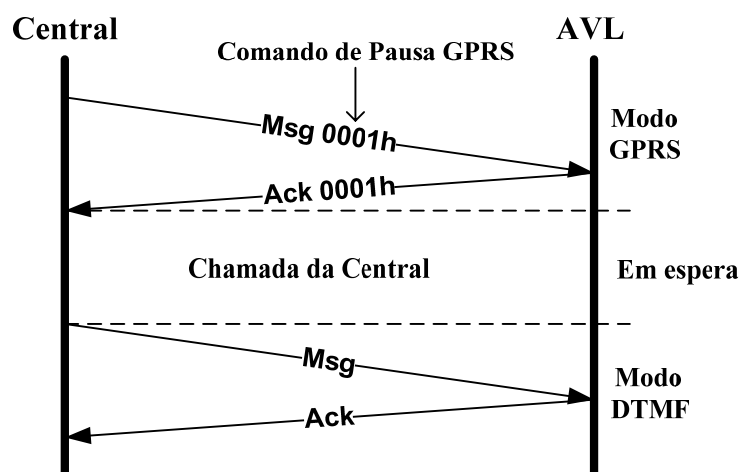 Central
AVL
Comando de Pausa GPRS
Msg 0001h
Modo
GPRS
Ack 0001h
Chamada da Central
Em espera
Msg
Modo
DTMF
Ack